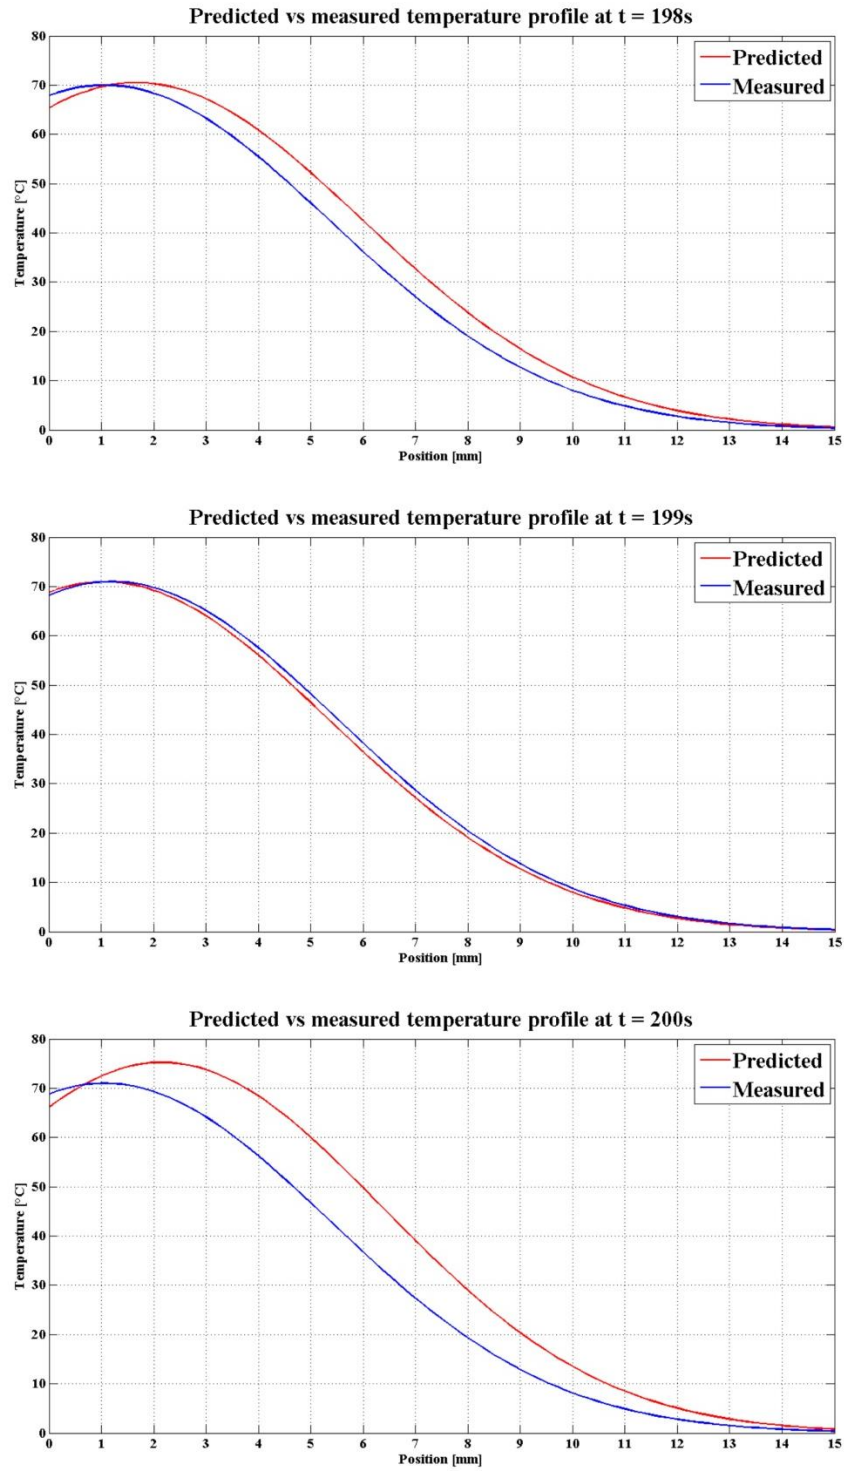 Predicted vs measured temperature profile at t = 198s
80
70
60
50
40
30
20
10
0
Temperature [°C]
Predicted
Measured
0 1 2 3 4 5 6 7 8 9 10 11 12 13 14 15
Position [mm]
Predicted vs measured temperature profile at t = 199s
80
70
60
50
40
30
20
10
0
Temperature [°C]
Predicted
Measured
0 1 2 3 4 5 6 7 8 9 10 11 12 13 14 15
Position [mm]
Predicted vs measured temperature profile at t = 200s
80
70
60
50
40
30
20
10
0
Temperature [°C]
Predicted
Measured
0 1 2 3 4 5 6 7 8 9 10 11 12 13 14 15
Position [mm]